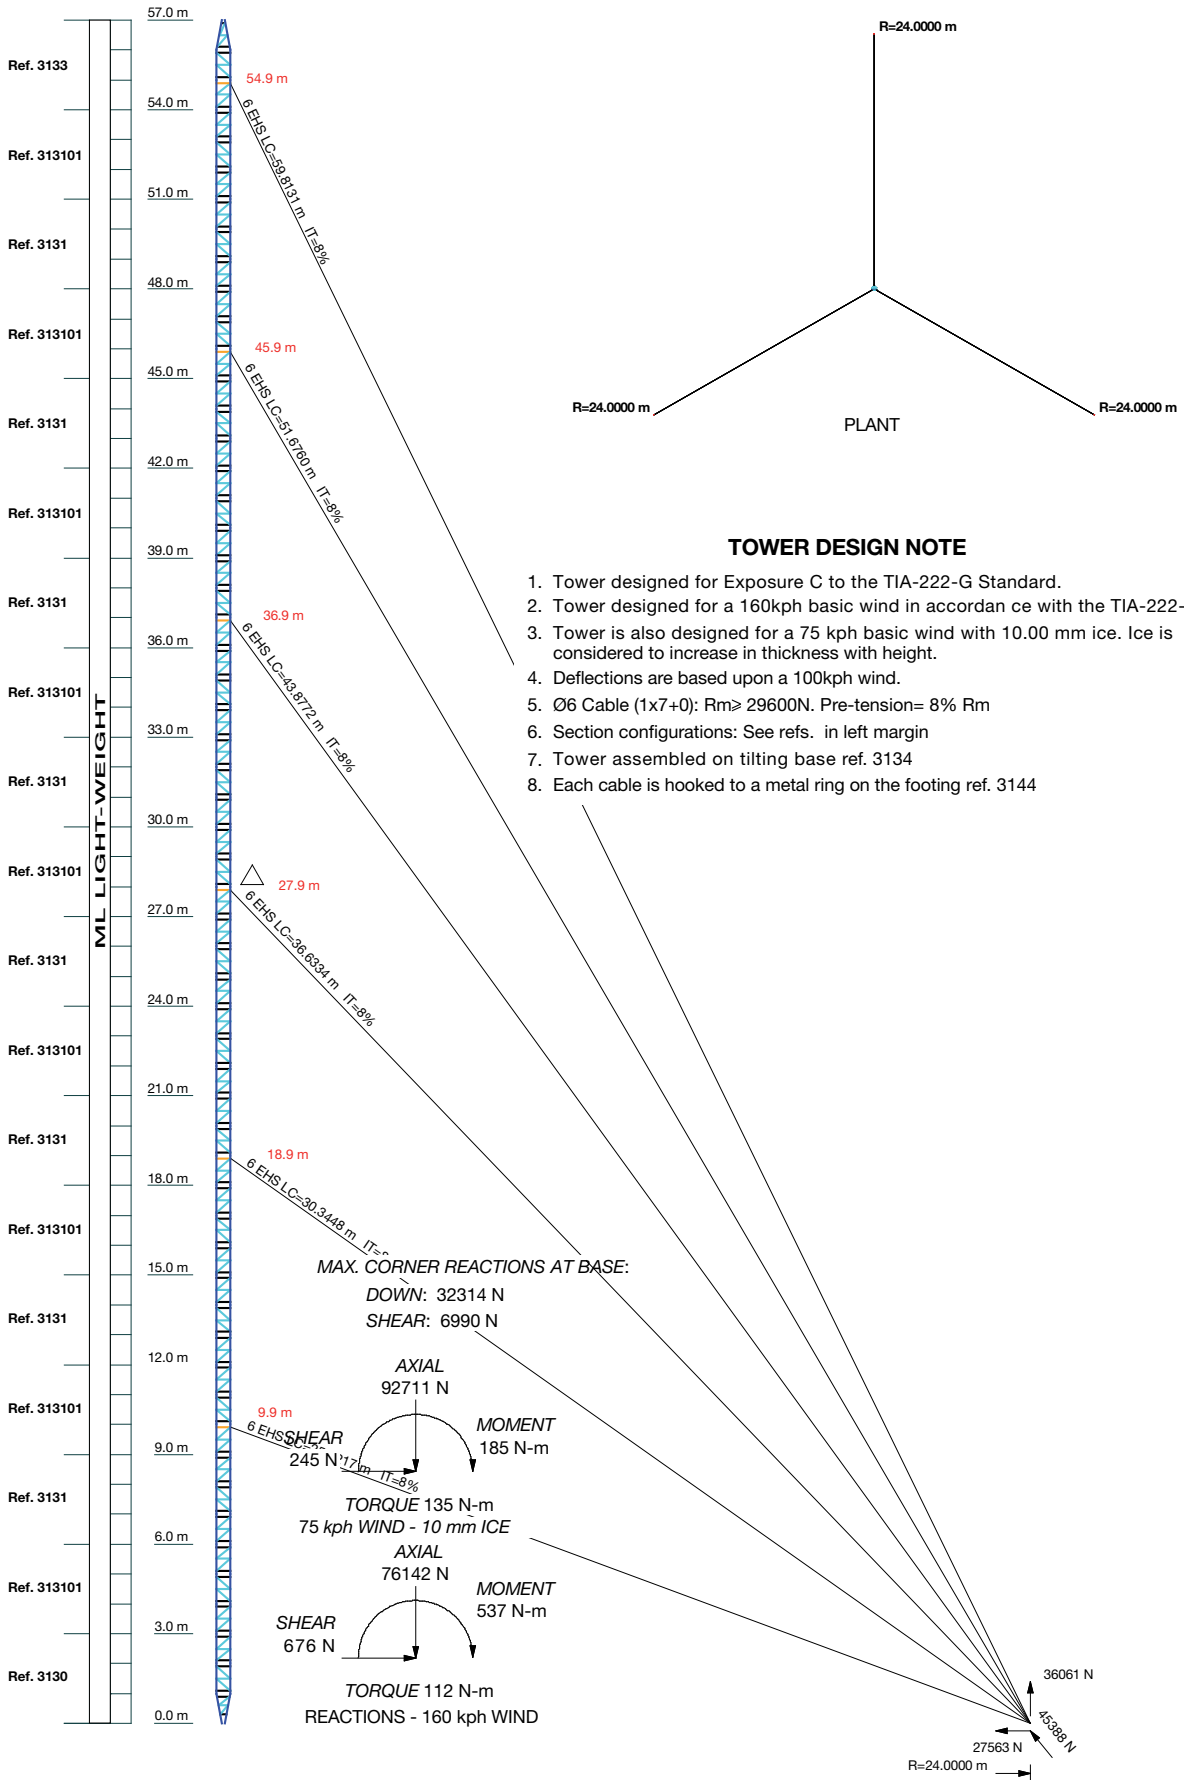 57.0 m
R=24.0000 m
Ref. 3133
54.9 m
54.0 m
6 EHS LC=59.8131 m IT=8%
Ref. 313101
51.0 m
Ref. 3131
48.0 m
Ref. 313101
45.9 m
45.0 m
6 EHS LC=51.6760 m IT=8%
R=24.0000 m
R=24.0000 m
PLANT
Ref. 3131
42.0 m
Ref. 313101
39.0 m
TOWER DESIGN NOTE
1. Tower designed for Exposure C to the TIA-222-G Standard.
2. Tower designed for a 160kph basic wind in accordan ce with the TIA-222-
3. Tower is also designed for a 75 kph basic wind with 10.00 mm ice. Ice is
considered to increase in thickness with height.
4. Deflections are based upon a 100kph wind.
5. Ø6 Cable (1x7+0): Rm≥ 29600N. Pre-tension= 8% Rm
6. Section configurations: See refs. in left margin
7. Tower assembled on tilting base ref. 3134
8. Each cable is hooked to a metal ring on the footing ref. 3144
Ref. 3131
36.9 m
36.0 m
6 EHS LC=43.8772 m IT=8%
Ref. 313101
33.0 m
ML LIGHT-WEIGHT
Ref. 3131
30.0 m
Ref. 313101
27.9 m
27.0 m
6 EHS LC=36.6334 m IT=8%
Ref. 3131
24.0 m
Ref. 313101
21.0 m
Ref. 3131
18.9 m
18.0 m
6 EHS LC=30.3448 m
Ref. 313101
15.0 m
MAX. CORNER REACTIONS AT BASE:
DOWN: 32314 N
SHEAR: 6990 N
Ref. 3131
12.0 m
AXIAL
92711 N
Ref. 313101
9.9 m
6 EHS
17 m IT=8%
SHEAR
245 N
MOMENT
185 N-m
9.0 m
Ref. 3131
TORQUE 135 N-m
75 kph WIND - 10 mm ICE
6.0 m
AXIAL
76142 N
Ref. 313101
MOMENT
537 N-m
SHEAR
676 N
3.0 m
Ref. 3130
TORQUE 112 N-m
REACTIONS - 160 kph WIND
0.0 m
36061 N
45388 N
27563 N
R=24.0000 m